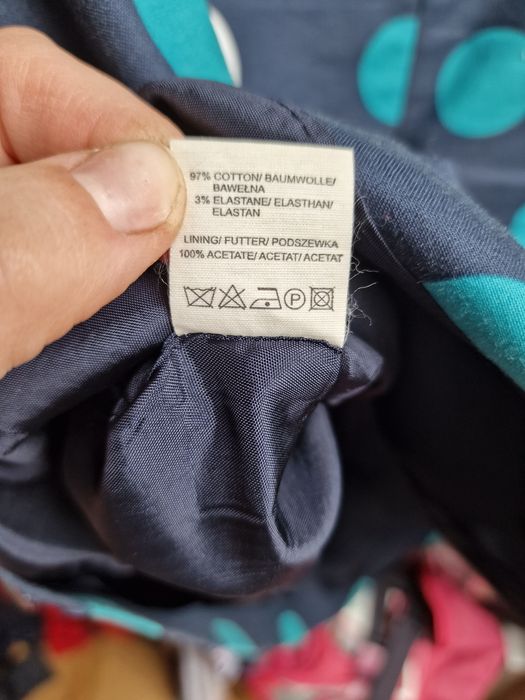 97% COTTON/ BAUMWOLLE/
BAWEŁNA
3% ELASTANE/ ELASTHAN/
ELASTAN
LINING/ FUTTER/ PODSZEWKA
100% ACETATE/ ACETAT/ ACETAT
P